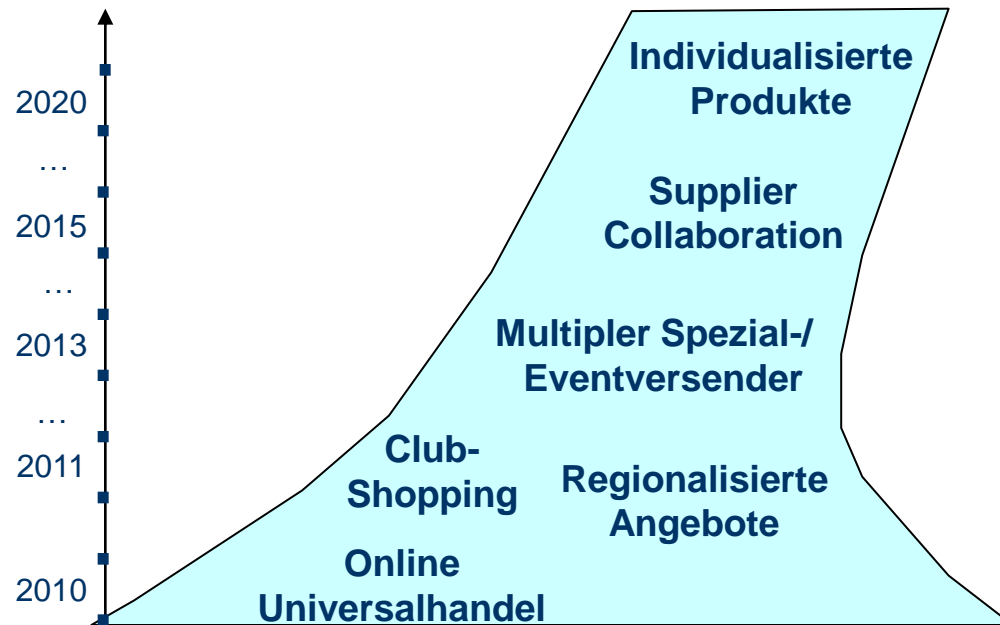 Individualisierte
Produkte
2020
…
Supplier
Collaboration
2015
…
Multipler Spezial-/
Eventversender
2013
…
Club-
Shopping
Regionalisierte
Angebote
2011
Online
Universalhandel
2010